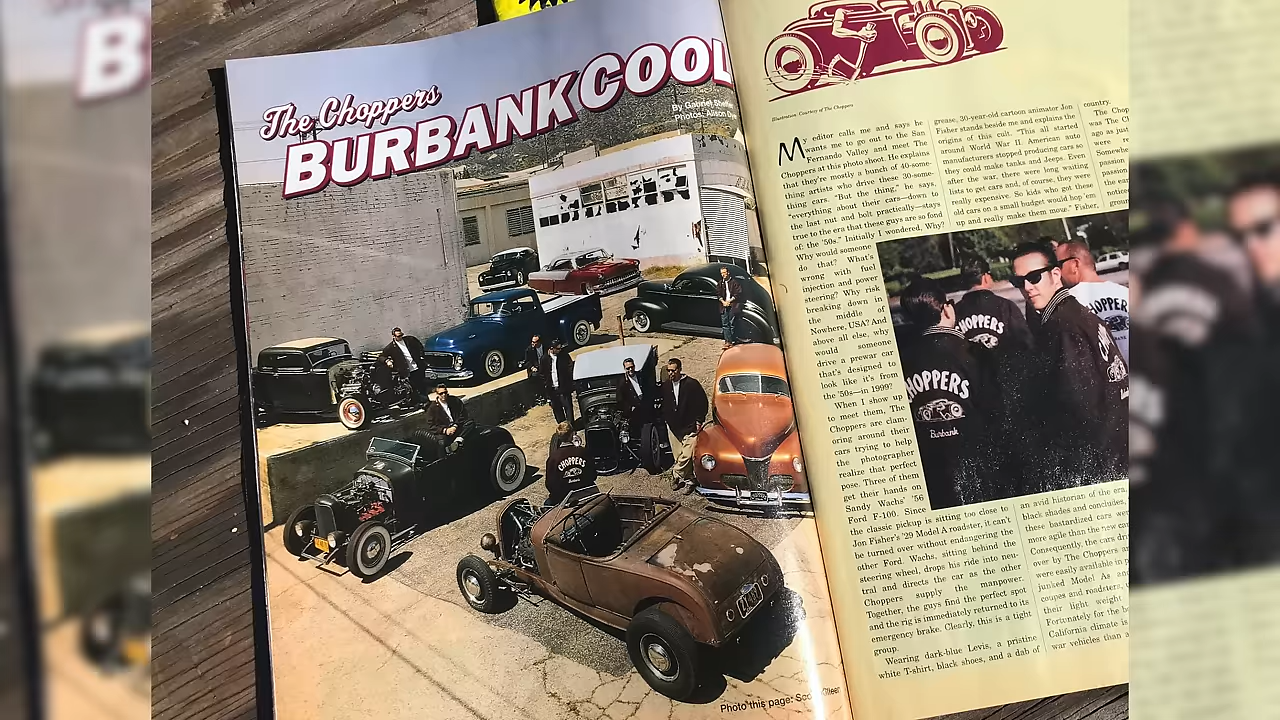 The Choppers
BURBANK COOL
By Gabriel
Photos:
Photo this page:
Illustration: Courtesy of The Choppers
My editor calls me and says he
wants me to go out to the San
Fernando Valley and meet The
Choppers at this photo shoot. He explains
that they're mostly a bunch of 40-some-
thing artists who drive these 30-some-
thing cars. "But the thing," he says,
"everything about their cars—down to
the last nut and bolt practically—stays
true to the era that these guys are so fond
of: the '50s." Initially I wondered, Why?
Why would someone
do that? What's
wrong with fuel
injection and power
steering? Why risk
breaking down in
the middle of
Nowhere, USA? And
above all else, why
would someone
drive a prewar car
that's designed to
look like it's from
the '50s—in 1999?
When I show up
to meet them, The
Choppers are clam-
oring around their
cars trying to help
the photographer
realize that perfect
pose. Three of them
get their hands on
Sandy Wachs' '56
Ford F-100. Since
the classic pickup is sitting too close to
Jon Fisher's '29 Model A roadster, it can't
be turned over without endangering the
other Ford. Wachs, sitting behind the
steering wheel, drops his ride into neu-
tral and directs the car as the other
Choppers supply the manpower.
Together, the guys find the perfect spot
and the rig is immediately returned to its
emergency brake. Clearly, this is a tight
group.
Wearing dark-blue Levis, a pristine
white T-shirt, black shoes, and a dab of
grease, 30-year-old cartoon animator Jon
Fisher stands beside me and explains the
origins of this cult. "This all started
around World War II. American auto
manufacturers stopped producing cars so
they could make tanks and Jeeps. Even
after the war, there were long waiting
lists to get cars and, of course, they were
really expensive. So kids who got these
old cars on a small budget would hop 'em
up and really make them move." Fisher,
an avid historian of the era,
black shades and concludes,
these bastardized cars were
more agile than the new car
Consequently, the cars dri
over by The Choppers a
were easily available in p
junked Model As and
coupes and roadsters, t
their light weight,
Fortunately for the bo
California climate is
war vehicles than a
country.
The Chop
ago as just
was The Cl
Somewhe
passion
the ear
noticed
years
groun
CHOPPERS
Burbank
CHOPPERS
CHOPPERS
CHOPPERS
Burbank